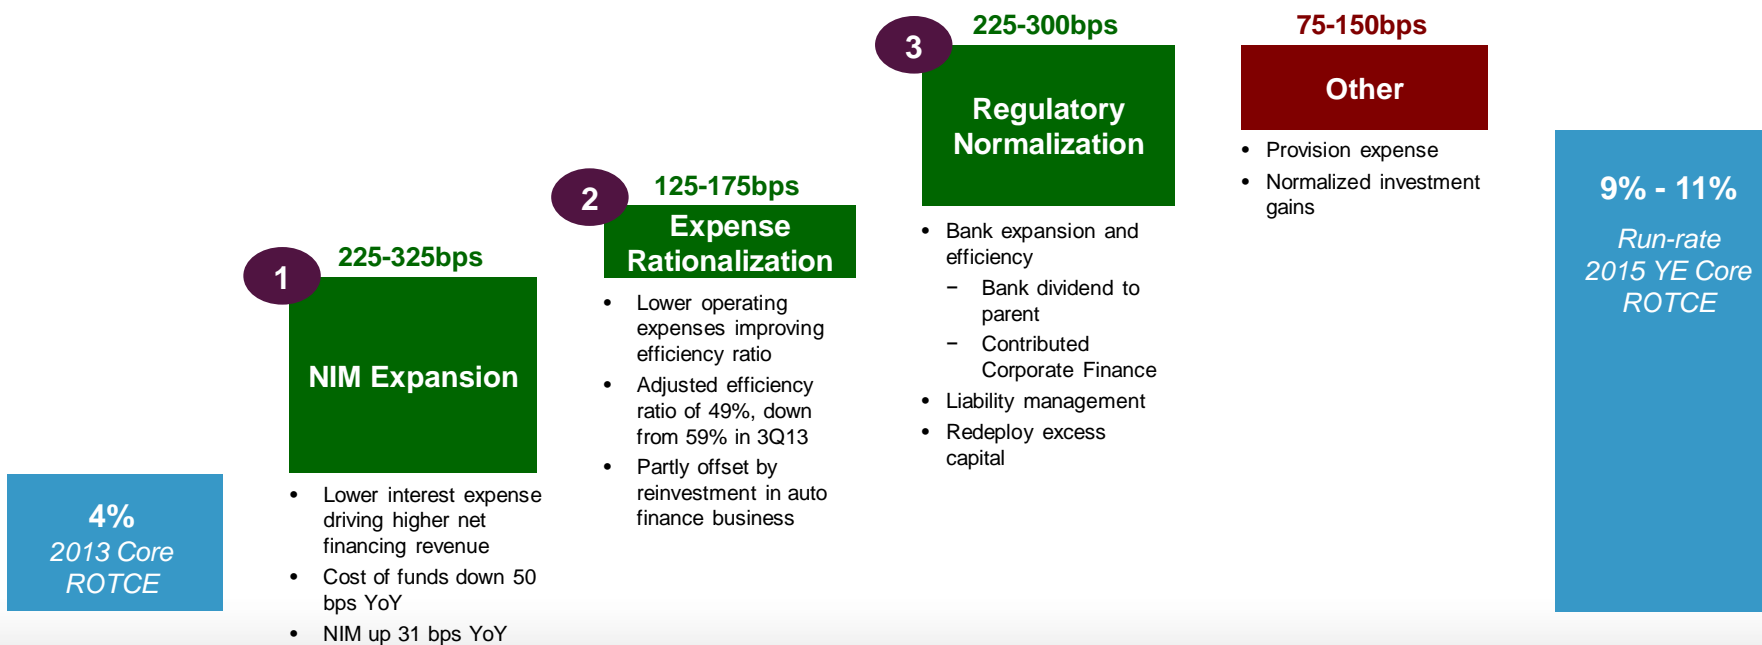 4%
2013 Core
ROTCE
1
225-325bps
NIM Expansion
• Lower interest expense
driving higher net
financing revenue
• Cost of funds down 50
bps YoY
• NIM up 31 bps YoY
2
125-175bps
Expense
Rationalization
• Lower operating
expenses improving
efficiency ratio
• Adjusted efficiency
ratio of 49%, down
from 59% in 3Q13
• Partly offset by
reinvestment in auto
finance business
3
225-300bps
Regulatory
Normalization
• Bank expansion and
efficiency
− Bank dividend to
parent
− Contributed
Corporate Finance
• Liability management
• Redeploy excess
capital
75-150bps
Other
• Provision expense
• Normalized investment
gains
9% - 11%
Run-rate
2015 YE Core
ROTCE